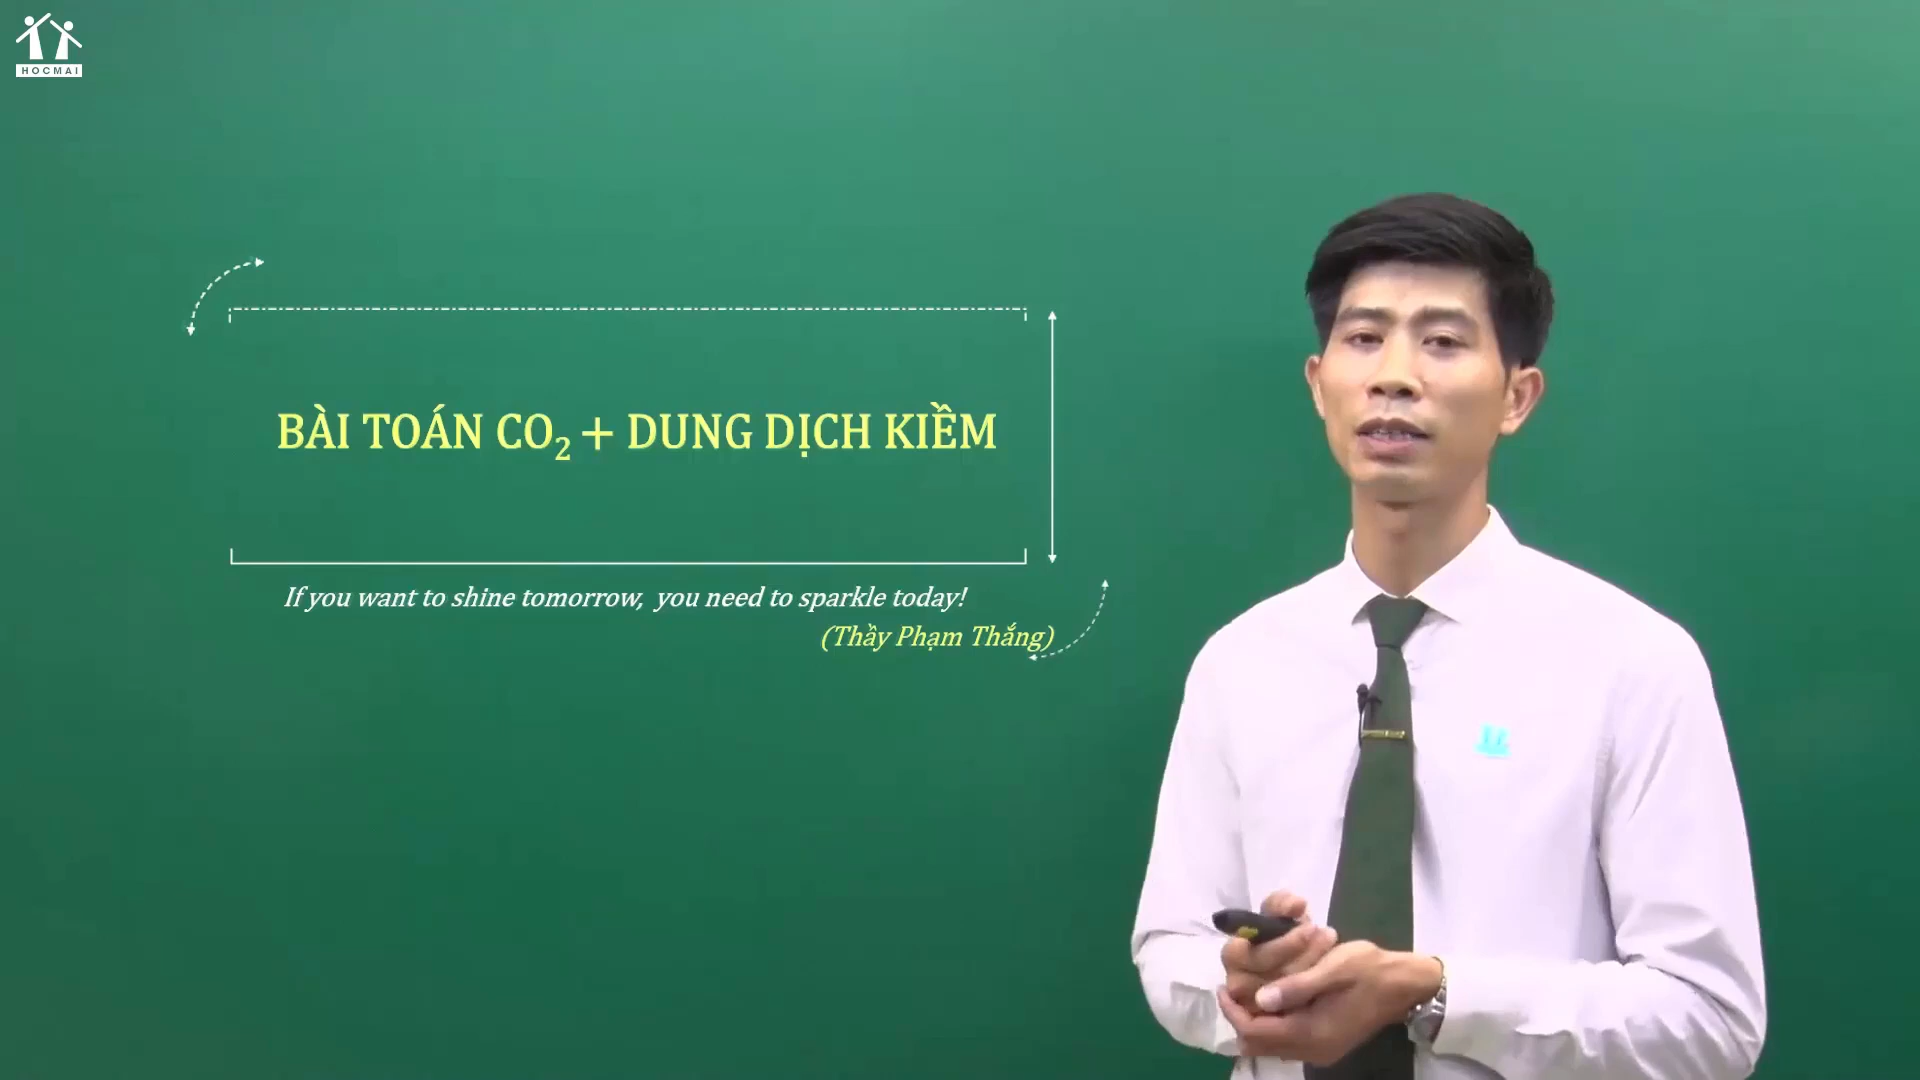 HOCMAI
BÀI TOÁN CO₂ + DUNG DỊCH KIỀM
If you want to shine tomorrow, you need to sparkle today!
(Thầy Phạm Thắng)